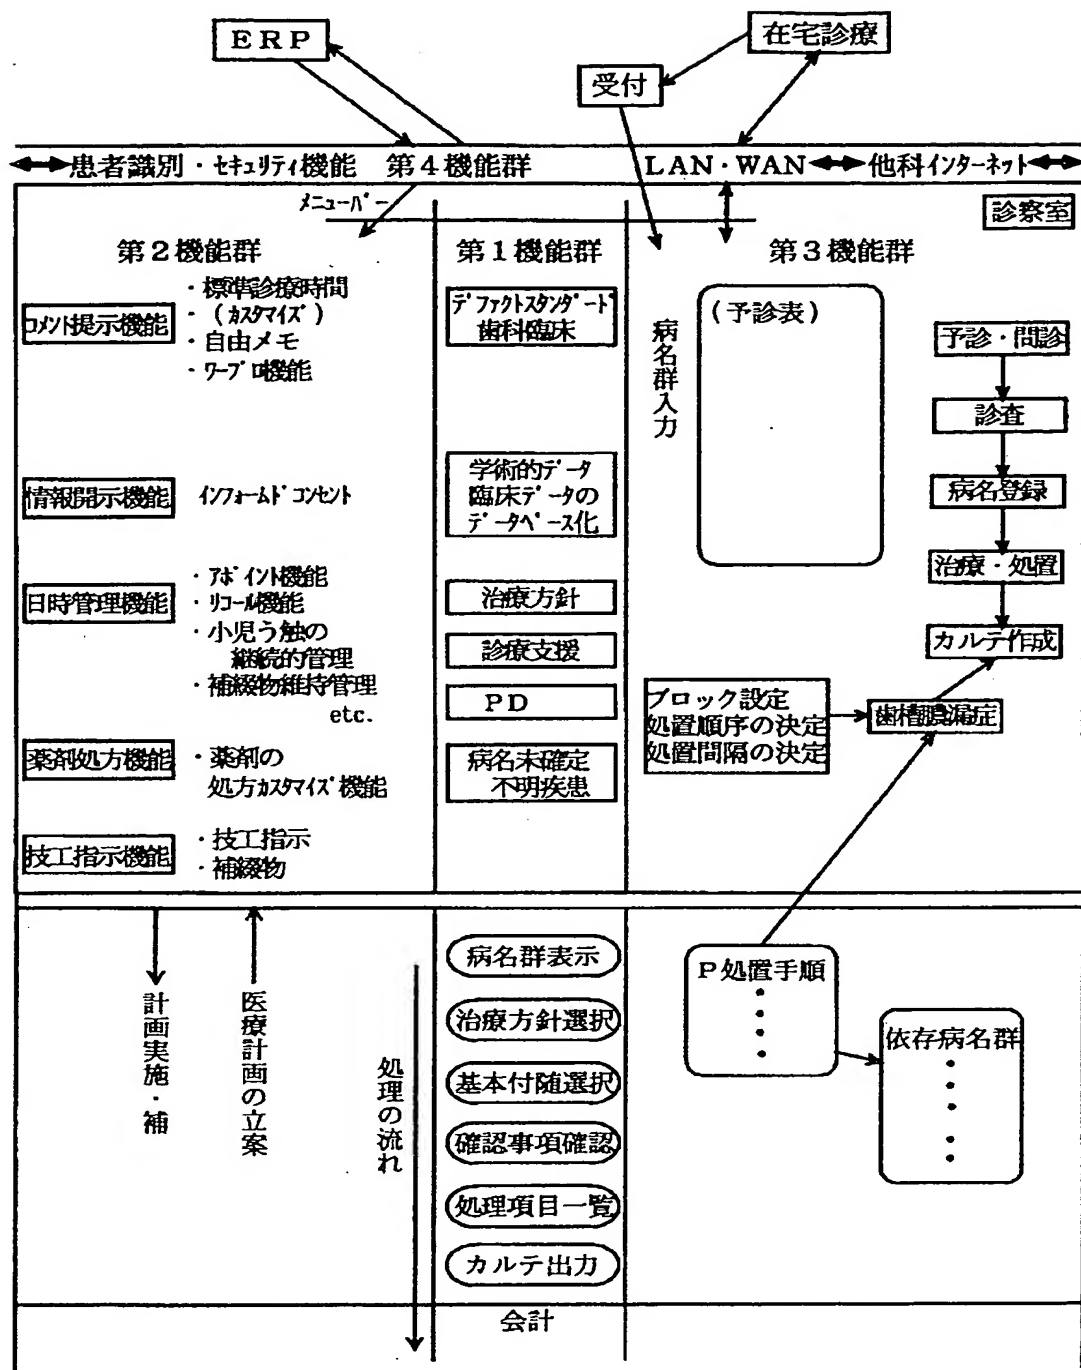 ERP
在宅診療
受付
患者識別・セキュリティ機能 第4機能群 LAN・WAN 他科インターネット
メニューバー
診察室
第2機能群
コメント提示機能
・標準診療時間
・(カスタマイズ)
・自由メモ
・ワープロ機能
情報開示機能
インフォームドコンセント
日時管理機能
・アポイント機能
・リコール機能
・小児う触の
継続的管理
・補綴物維持管理
etc.
薬剤処方機能
・薬剤の
処方カスタマイズ機能
技工指示機能
・技工指示
・補綴物
第1機能群
デファクトスタンダード
歯科臨床
学術的データ
臨床データの
データベース化
治療方針
診療支援
PD
病名未確定
不明疾患
第3機能群
病名群入力
(予診表)
予診・問診
診査
病名登録
治療・処置
カルテ作成
ブロック設定
処置順序の決定
処置間隔の決定
歯槽膿漏症
計画実施・補
医療計画の立案
処理の流れ
病名群表示
治療方針選択
基本付随選択
確認事項確認
処理項目一覧
カルテ出力
P処置手順
・
・
・
・
依存病名群
・
・
・
・
・
会計